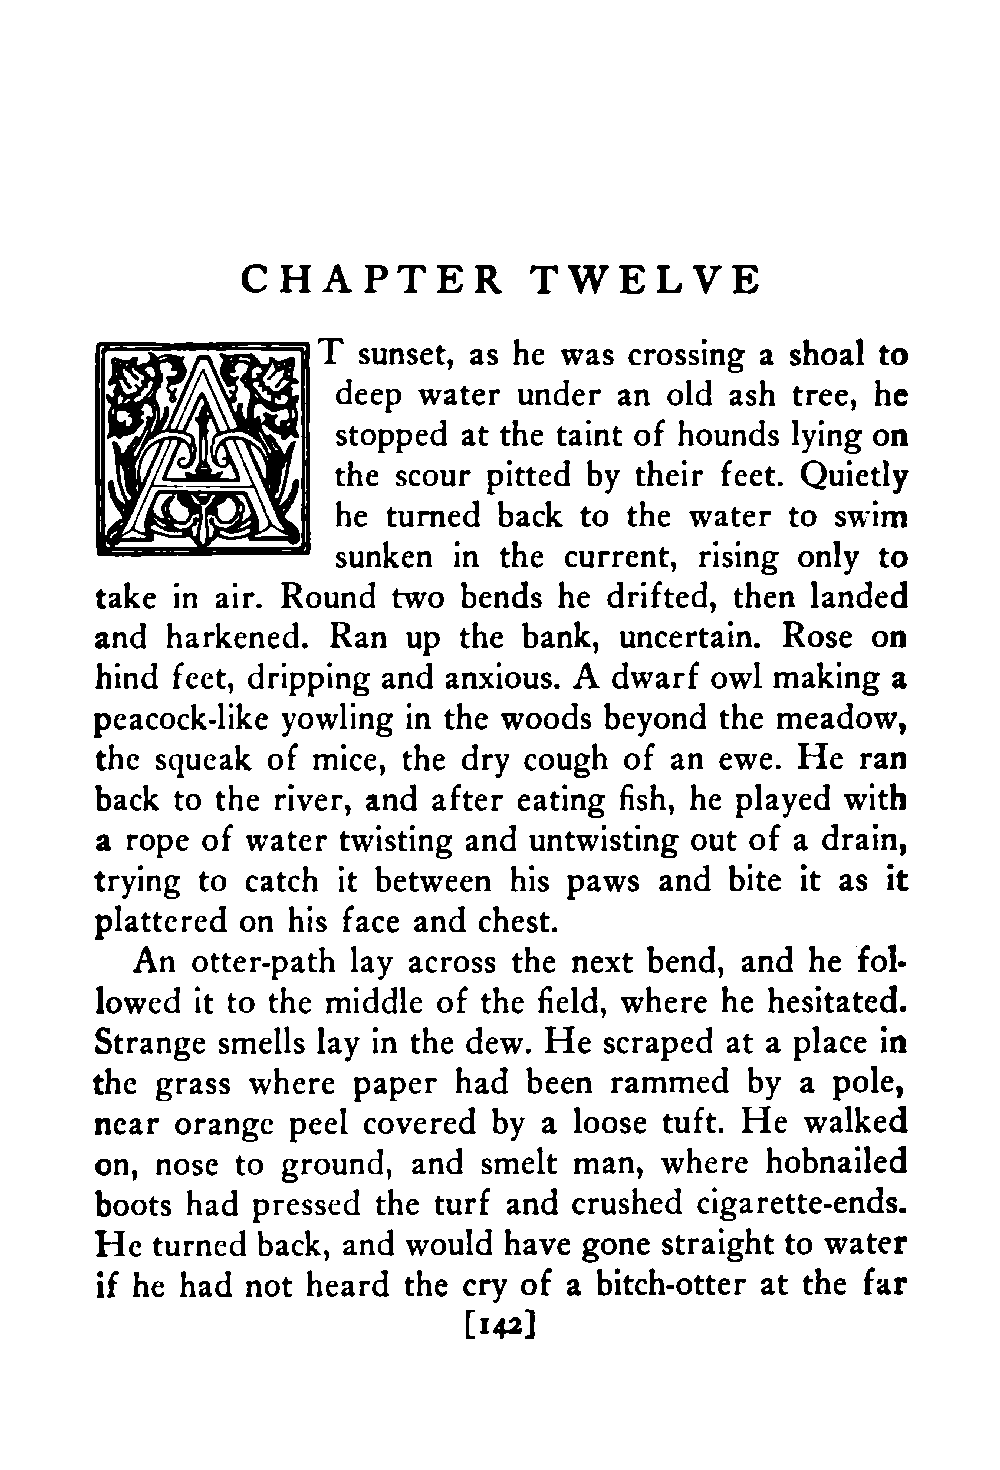 CHAPTER TWELVE
AT sunset, as he was crossing a shoal to
deep water under an old ash tree, he
stopped at the taint of hounds lying on
the scour pitted by their feet. Quietly
he turned back to the water to swim
sunken in the current, rising only to
take in air. Round two bends he drifted, then landed
and harkened. Ran up the bank, uncertain. Rose on
hind feet, dripping and anxious. A dwarf owl making a
peacock-like yowling in the woods beyond the meadow,
the squeak of mice, the dry cough of an ewe. He ran
back to the river, and after eating fish, he played with
a rope of water twisting and untwisting out of a drain,
trying to catch it between his paws and bite it as it
plattered on his face and chest.
An otter-path lay across the next bend, and he fol-
lowed it to the middle of the field, where he hesitated.
Strange smells lay in the dew. He scraped at a place in
the grass where paper had been rammed by a pole,
near orange peel covered by a loose tuft. He walked
on, nose to ground, and smelt man, where hobnailed
boots had pressed the turf and crushed cigarette-ends.
He turned back, and would have gone straight to water
if he had not heard the cry of a bitch-otter at the far
[142]